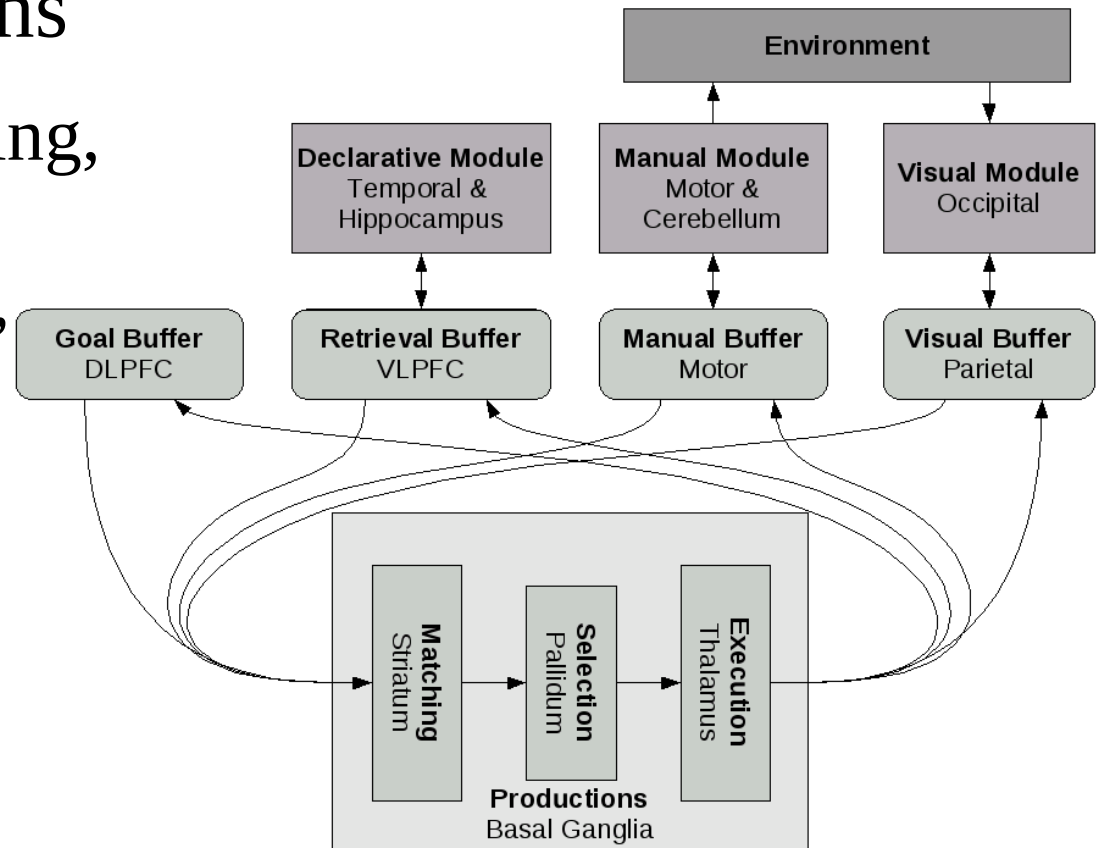 Environment
Declarative Module
Temporal &
Hippocampus
Manual Module
Motor &
Cerebellum
Visual Module
Occipital
Goal Buffer
DLPFC
Retrieval Buffer
VLPFC
Manual Buffer
Motor
Visual Buffer
Parietal
Matching
Striatum
Selection
Pallidum
Execution
Thalamus
Productions
Basal Ganglia